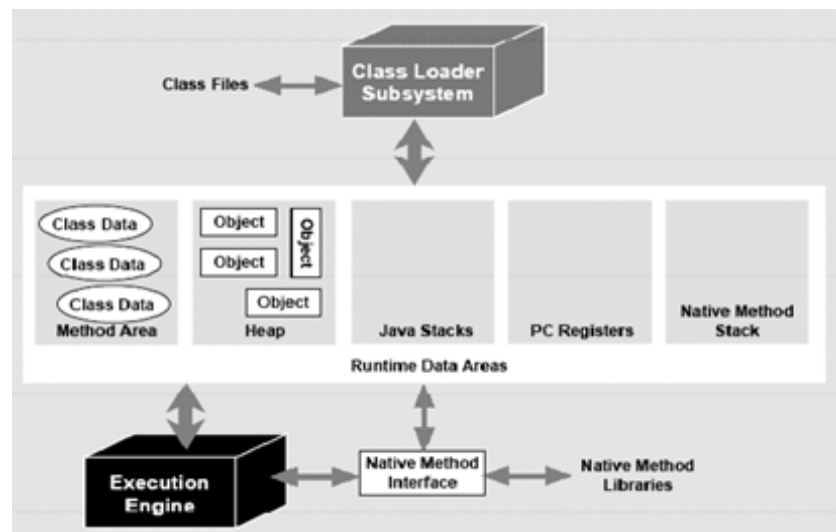 Class Loader
Subsystem
Class Files
Class Data
Class Data
Class Data
Method Area
Object
Object
Object
Object
Heap
Java Stacks
PC Registers
Native Method
Stack
Runtime Data Areas
Execution
Engine
Native Method
Interface
Native Method
Libraries